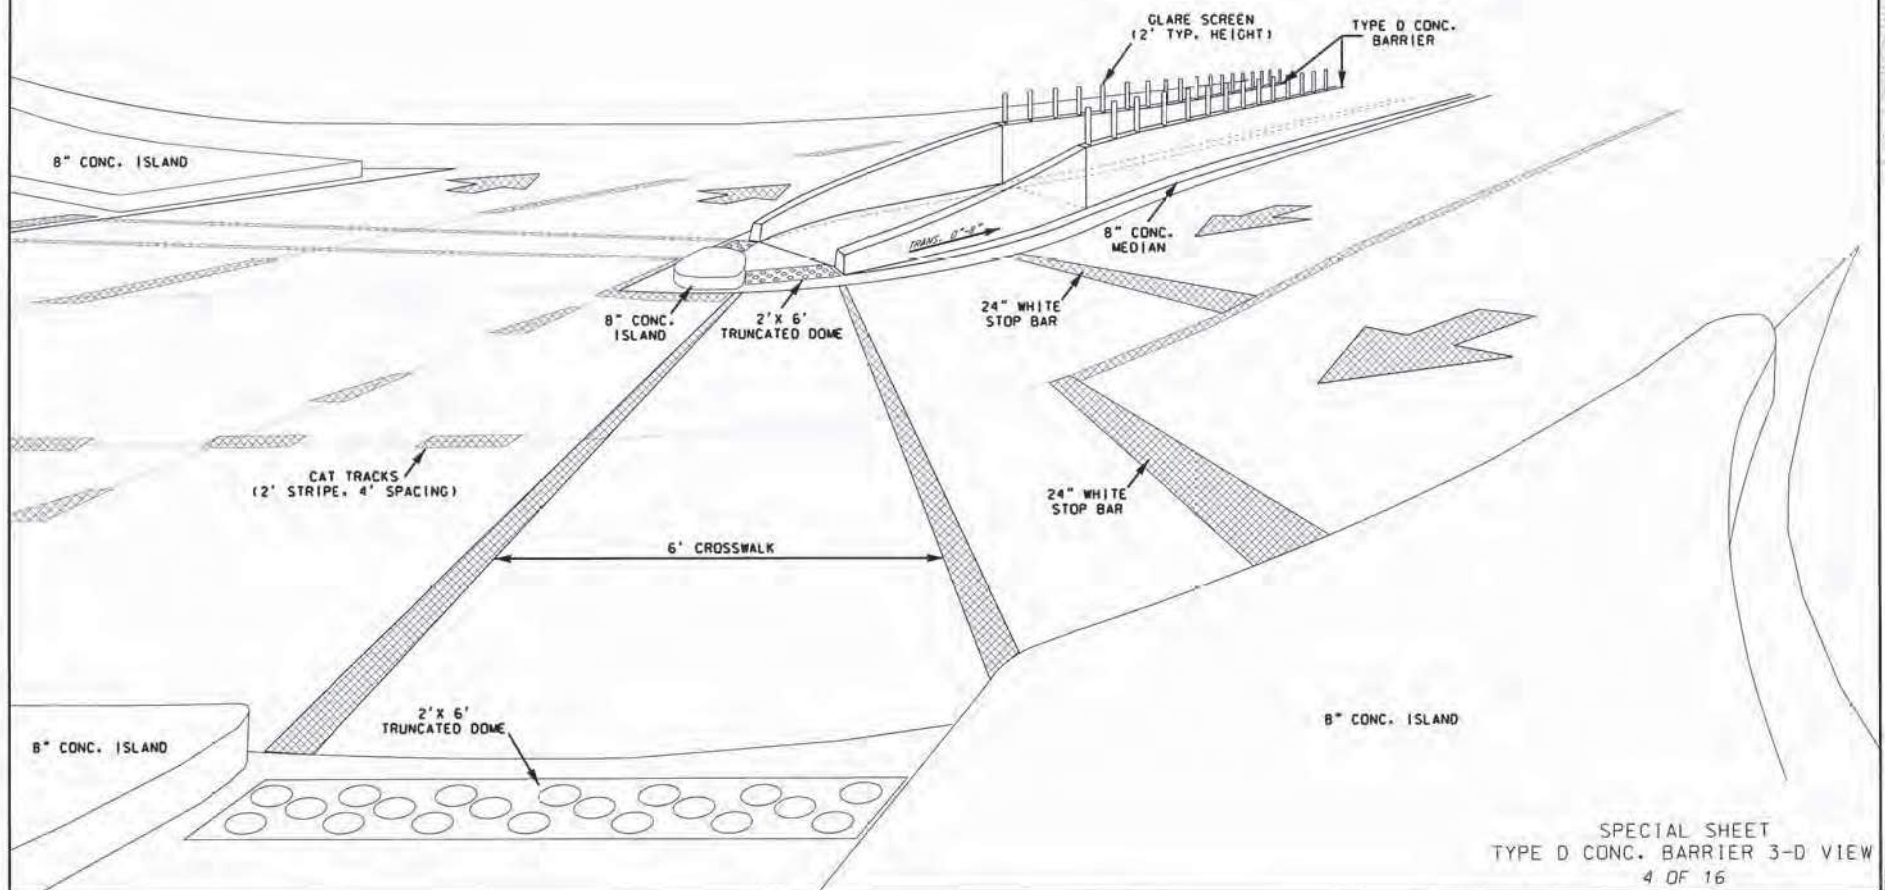 GLARE SCREEN
(2' TYP. HEIGHT)
TYPE D CONC.
BARRIER
8" CONC. ISLAND
TRANS. 0"-8"
8" CONC.
MEDIAN
24" WHITE
STOP BAR
8" CONC.
ISLAND
2'X 6'
TRUNCATED DOME
CAT TRACKS
(2' STRIPE, 4' SPACING)
24" WHITE
STOP BAR
6' CROSSWALK
2'X 6'
TRUNCATED DOME
8" CONC. ISLAND
8" CONC. ISLAND
SPECIAL SHEET
TYPE D CONC. BARRIER 3-D VIEW
4 OF 16